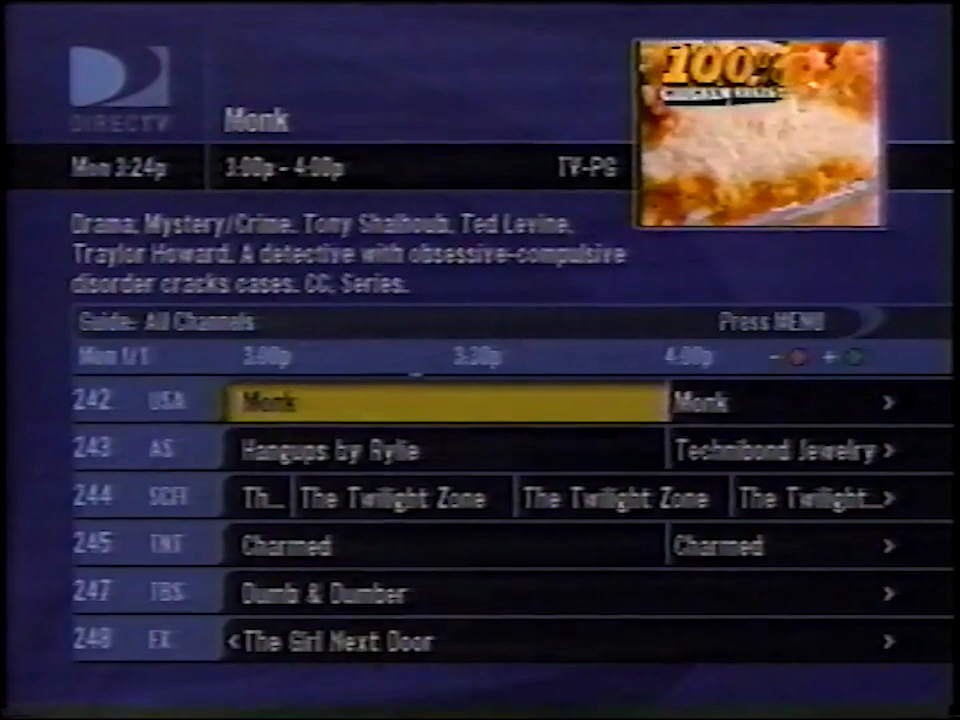 100%
DIRECTV
Monk
Mon 3:24p 3:00p - 4:00p TV-PG
Drama, Mystery/Crime. Tony Shalhoub, Ted Levine,
Traylor Howard. A detective with obsessive-compulsive
disorder cracks cases. CC, Series.
Guide: All Channels Press MENU
Mon 1/1 3:00p 3:30p 4:00p - +
242 USA Monk Monk >
243 AS Hangups by Rylie Technibond Jewelry >
244 SCFI Th... The Twilight Zone The Twilight Zone The Twilight... >
245 TNT Charmed Charmed >
247 TBS Dumb & Dumber >
248 FX < The Girl Next Door >